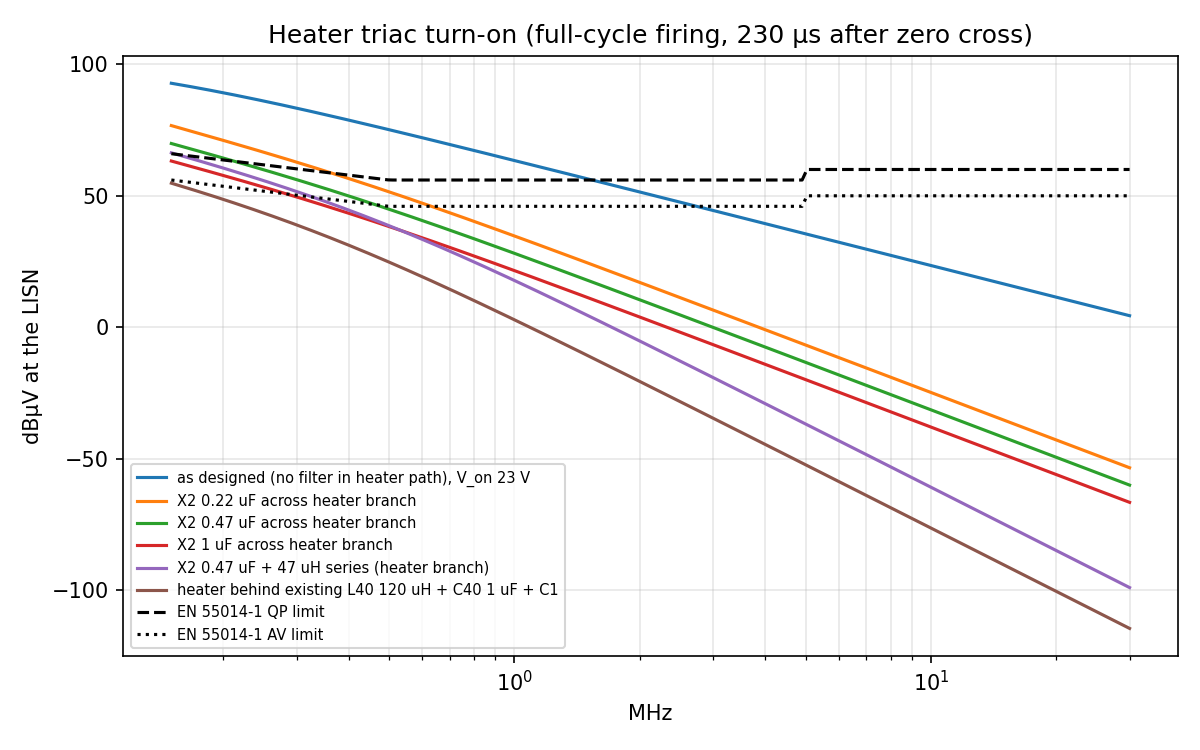 Heater triac turn-on (full-cycle firing, 230 µs after zero cross)
dBµV at the LISN
100
50
0
−50
−100
as designed (no filter in heater path), V_on 23 V
X2 0.22 uF across heater branch
X2 0.47 uF across heater branch
X2 1 uF across heater branch
X2 0.47 uF + 47 uH series (heater branch)
heater behind existing L40 120 uH + C40 1 uF + C1
EN 55014-1 QP limit
EN 55014-1 AV limit
10⁰ 10¹
MHz